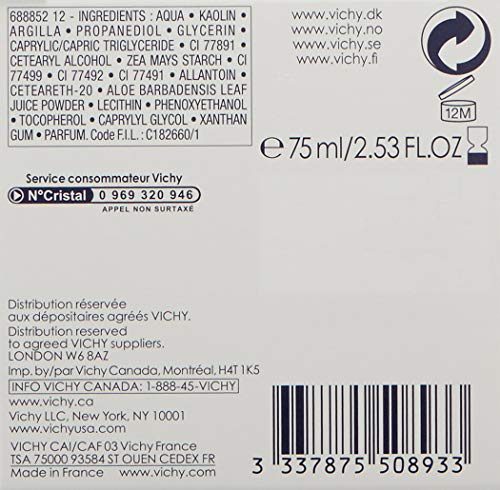 688852 12 - INGREDIENTS : AQUA • KAOLIN
ARGILLA • PROPANEDIOL • GLYCERIN
CAPRYLIC/CAPRIC TRIGLYCERIDE • CI 77891 •
CETEARYL ALCOHOL • ZEA MAYS STARCH • CI
77499 • CI 77492 • CI 77491 • ALLANTOIN •
CETEARETH-20 • ALOE BARBADENSIS LEAF
JUICE POWDER • LECITHIN • PHENOXYETHANOL
• TOCOPHEROL • CAPRYLYL GLYCOL • XANTHAN
GUM • PARFUM. Code F.I.L.: C182660/1
www.vichy.dk
www.vichy.no
www.vichy.se
www.vichy.fi
12M
℮ 75 ml/2.53 FL.OZ
Service consommateur Vichy
N°Cristal 0 969 320 946
APPEL NON SURTAXÉ
Distribution réservée
aux dépositaires agréés VICHY.
Distribution reserved
to agreed VICHY suppliers.
LONDON W6 8AZ
Imp. by/par Vichy Canada, Montréal, H4T 1K5
INFO VICHY CANADA: 1-888-45-VICHY
www.vichy.ca
Vichy LLC, New York, NY 10001
www.vichyusa.com
VICHY CAI/CAF 03 Vichy France
TSA 75000 93584 ST OUEN CEDEX FR
Made in France www.vichy.com
3 337875 508933